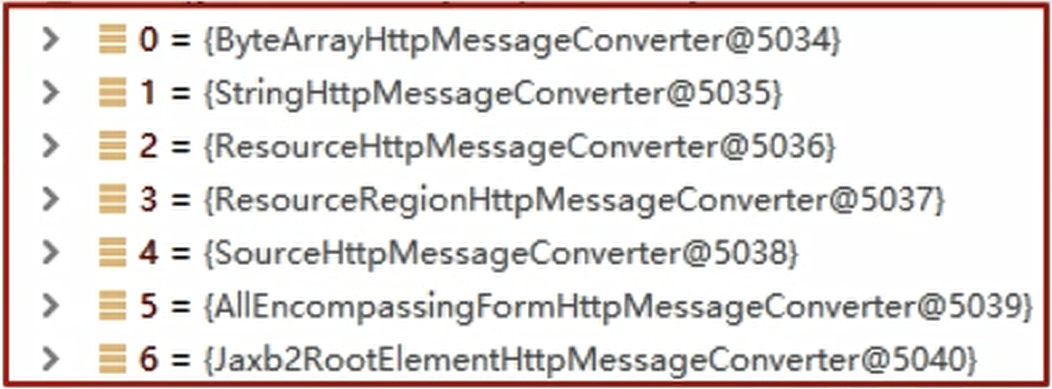 0 = {ByteArrayHttpMessageConverter@5034}
1 = {StringHttpMessageConverter@5035}
2 = {ResourceHttpMessageConverter@5036}
3 = {ResourceRegionHttpMessageConverter@5037}
4 = {SourceHttpMessageConverter@5038}
5 = {AllEncompassingFormHttpMessageConverter@5039}
6 = {Jaxb2RootElementHttpMessageConverter@5040}